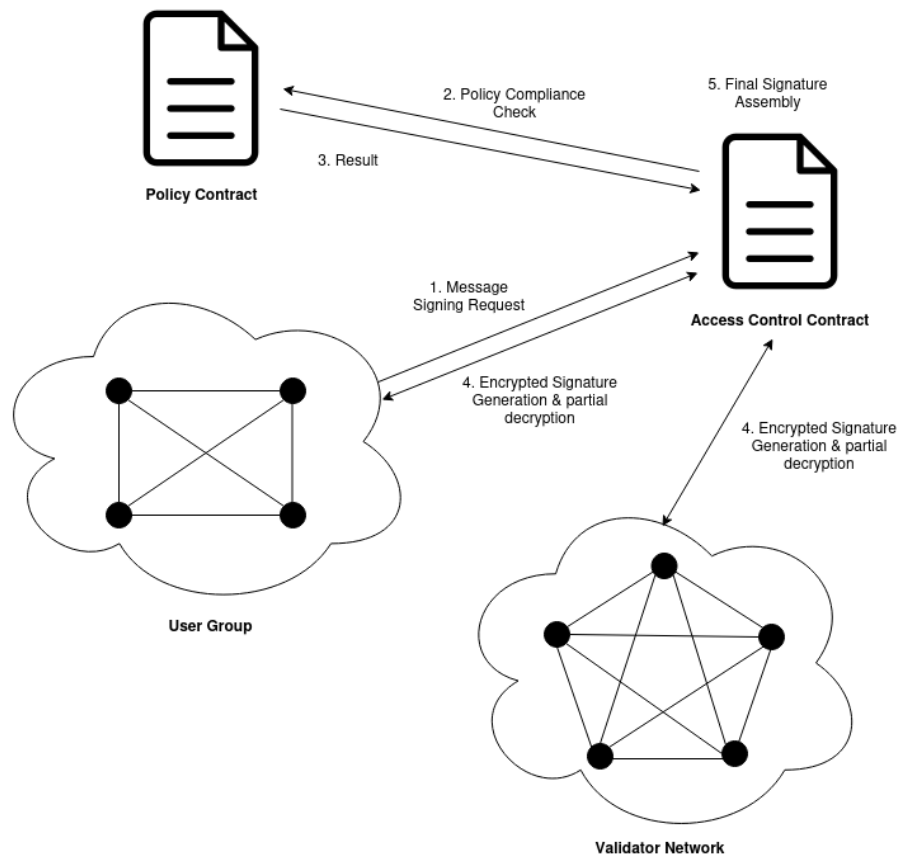 5. Final Signature
Assembly
2. Policy Compliance
Check
3. Result
Policy Contract
1. Message
Signing Request
Access Control Contract
4. Encrypted Signature
Generation & partial
decryption
4. Encrypted Signature
Generation & partial
decryption
User Group
Validator Network